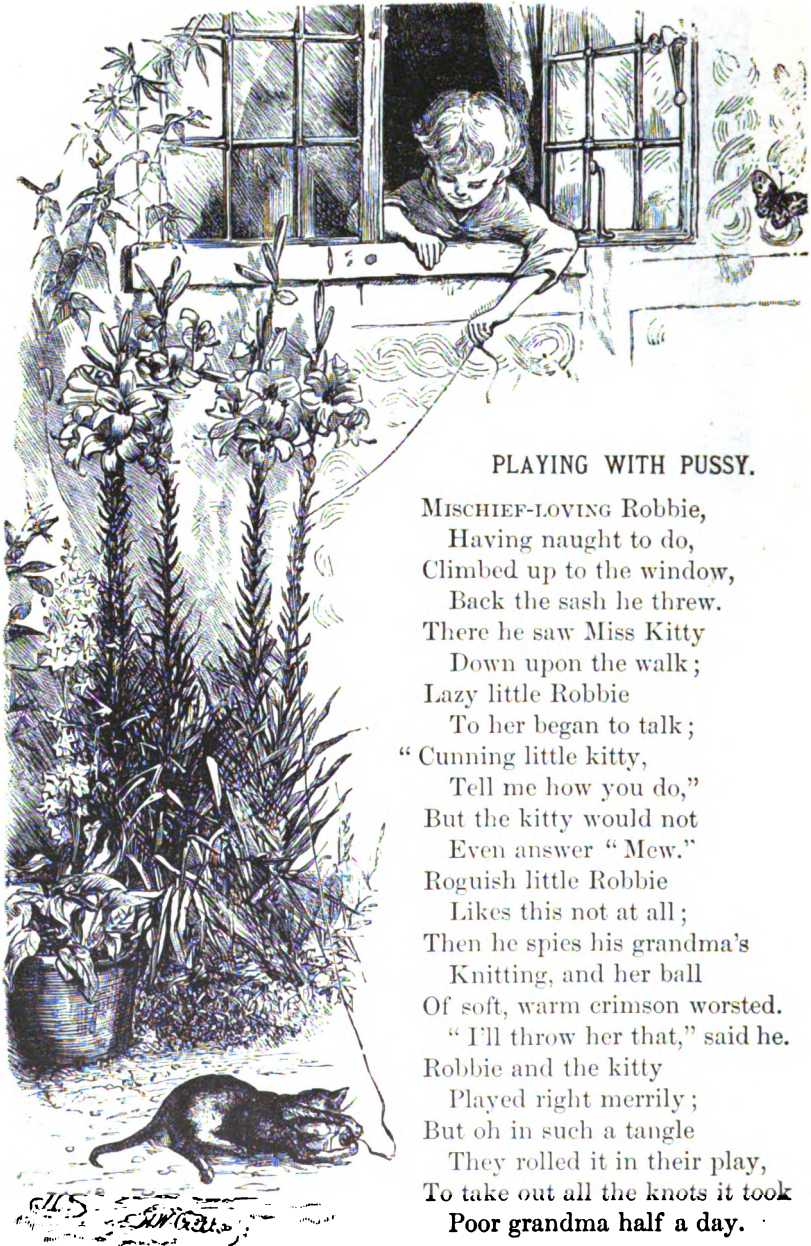 PLAYING WITH PUSSY.
MISCHIEF-LOVING Robbie,
Having naught to do,
Climbed up to the window,
Back the sash he threw.
There he saw Miss Kitty
Down upon the walk;
Lazy little Robbie
To her began to talk;
“Cunning little kitty,
Tell me how you do,”
But the kitty would not
Even answer “Mew.”
Roguish little Robbie
Likes this not at all;
Then he spies his grandma's
Knitting, and her ball
Of soft, warm crimson worsted.
“I'll throw her that,” said he.
Robbie and the kitty
Played right merrily;
But oh in such a tangle
They rolled it in their play,
To take out all the knots it took
Poor grandma half a day.